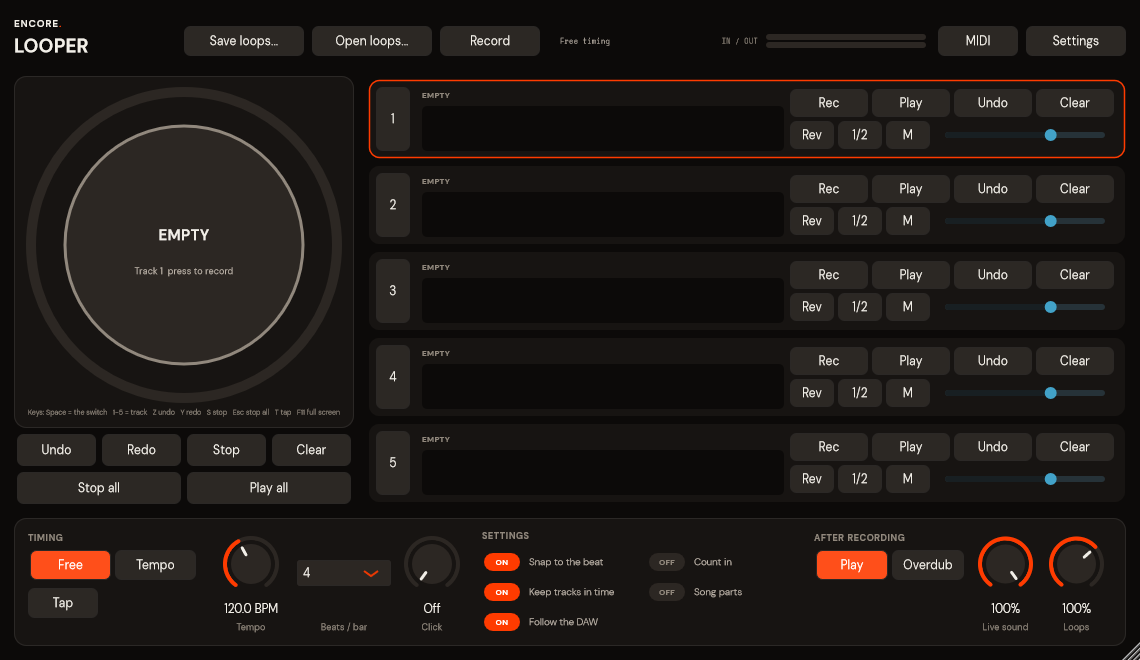 ENCORE.
LOOPER
Save loops...
Open loops...
Record
Free timing
IN / OUT
MIDI
Settings
EMPTY
Track 1 press to record
Keys: Space = the switch 1-5 = track Z undo Y redo S stop Esc stop all T tap F11 full screen
Undo
Redo
Stop
Clear
Stop all
Play all
1
EMPTY
Rec
Play
Undo
Clear
Rev
1/2
M
2
EMPTY
Rec
Play
Undo
Clear
Rev
1/2
M
3
EMPTY
Rec
Play
Undo
Clear
Rev
1/2
M
4
EMPTY
Rec
Play
Undo
Clear
Rev
1/2
M
5
EMPTY
Rec
Play
Undo
Clear
Rev
1/2
M
TIMING
Free
Tempo
Tap
120.0 BPM
Tempo
4
Beats / bar
Off
Click
SETTINGS
ON Snap to the beat
OFF Count in
ON Keep tracks in time
OFF Song parts
ON Follow the DAW
AFTER RECORDING
Play
Overdub
100%
Live sound
100%
Loops